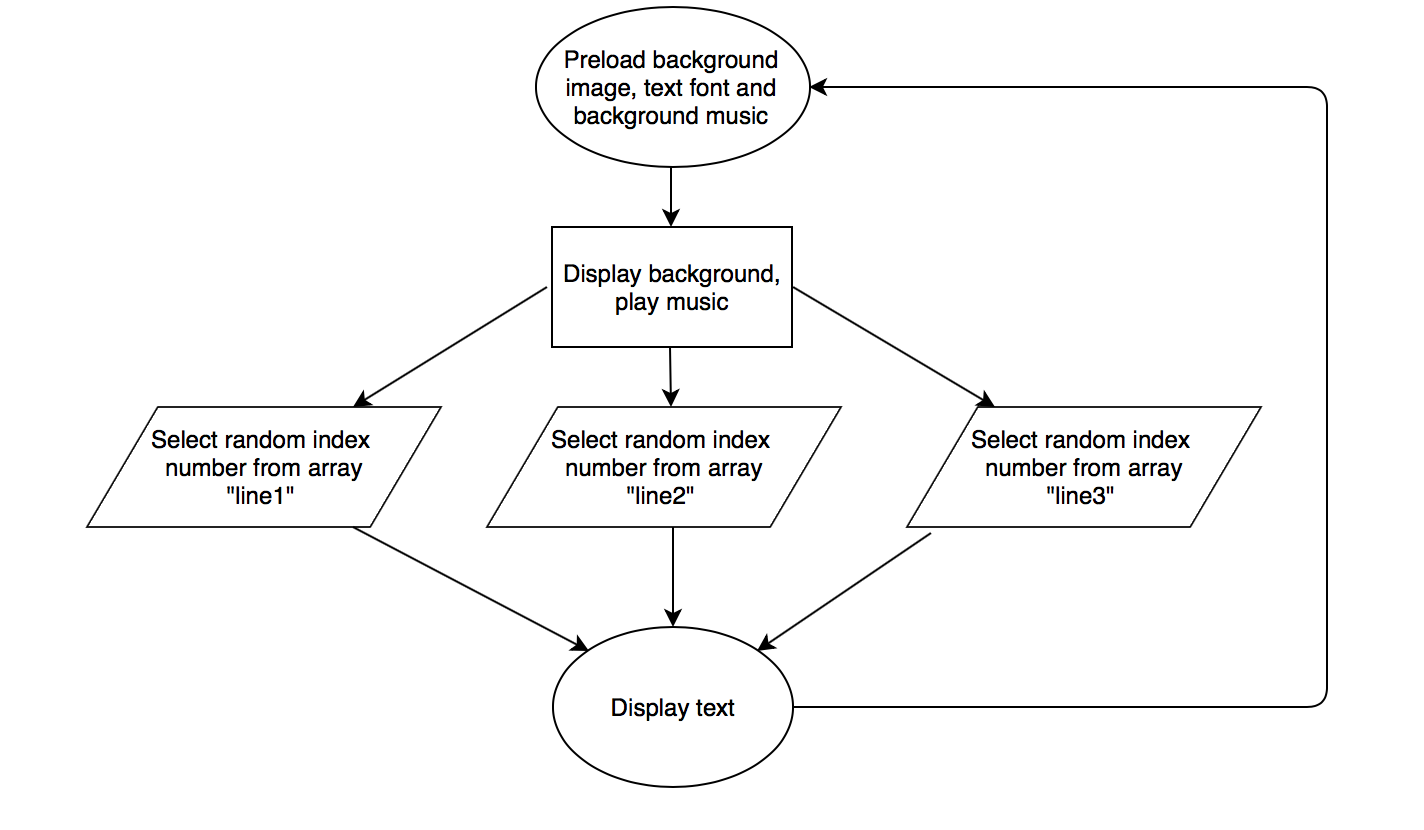 Preload background
image, text font and
background music
Display background,
play music
Select random index
number from array
"line1"
Select random index
number from array
"line2"
Select random index
number from array
"line3"
Display text